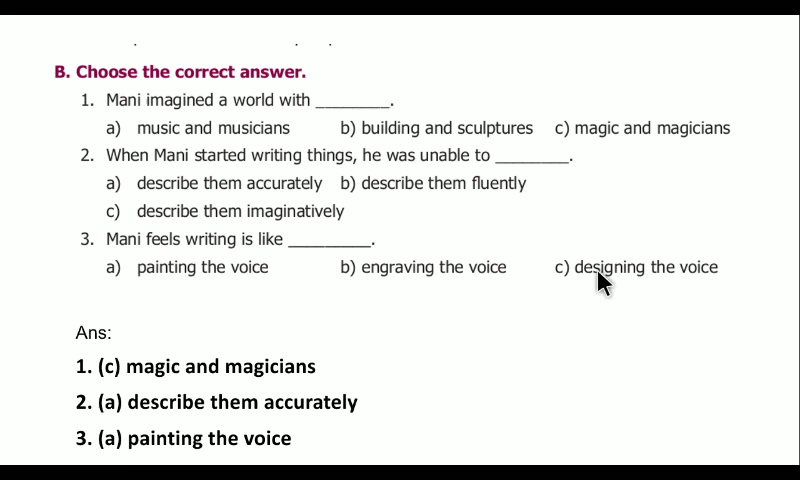 B. Choose the correct answer.
1. Mani imagined a world with ________.
a) music and musicians b) building and sculptures c) magic and magicians
2. When Mani started writing things, he was unable to ________.
a) describe them accurately b) describe them fluently
c) describe them imaginatively
3. Mani feels writing is like _________.
a) painting the voice b) engraving the voice c) designing the voice
Ans:
1. (c) magic and magicians
2. (a) describe them accurately
3. (a) painting the voice